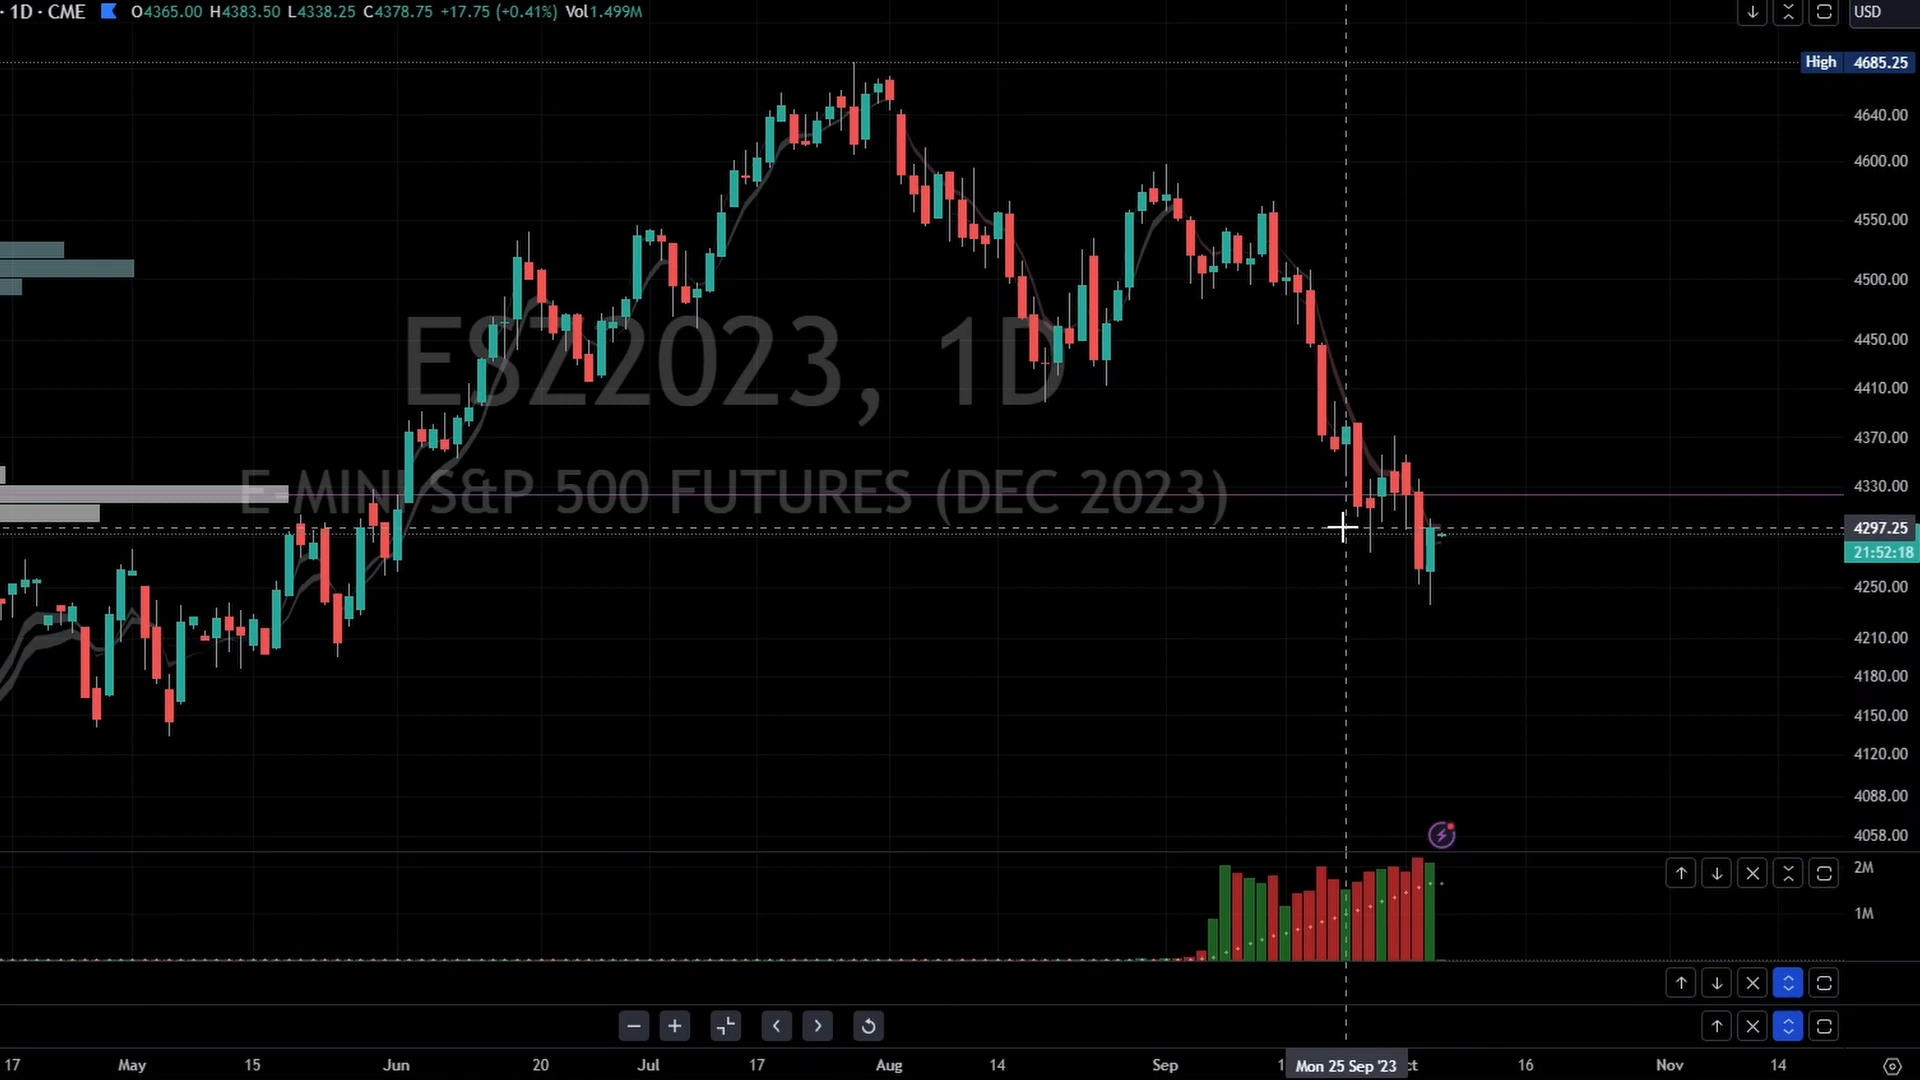 · 1D · CME O4365.00 H4383.50 L4338.25 C4378.75 +17.75 (+0.41%) Vol1.499M
USD
High 4685.25
4640.00
4600.00
4550.00
4500.00
4450.00
4410.00
4370.00
4330.00
4297.25
21:52:18
4250.00
4210.00
4180.00
4150.00
4120.00
4088.00
4058.00
ESZ2023, 1D
E-MINI S&P 500 FUTURES (DEC 2023)
2M
1M
17 May 15 Jun 20 Jul 17 Aug 14 Sep Mon 25 Sep '23 16 Nov 14